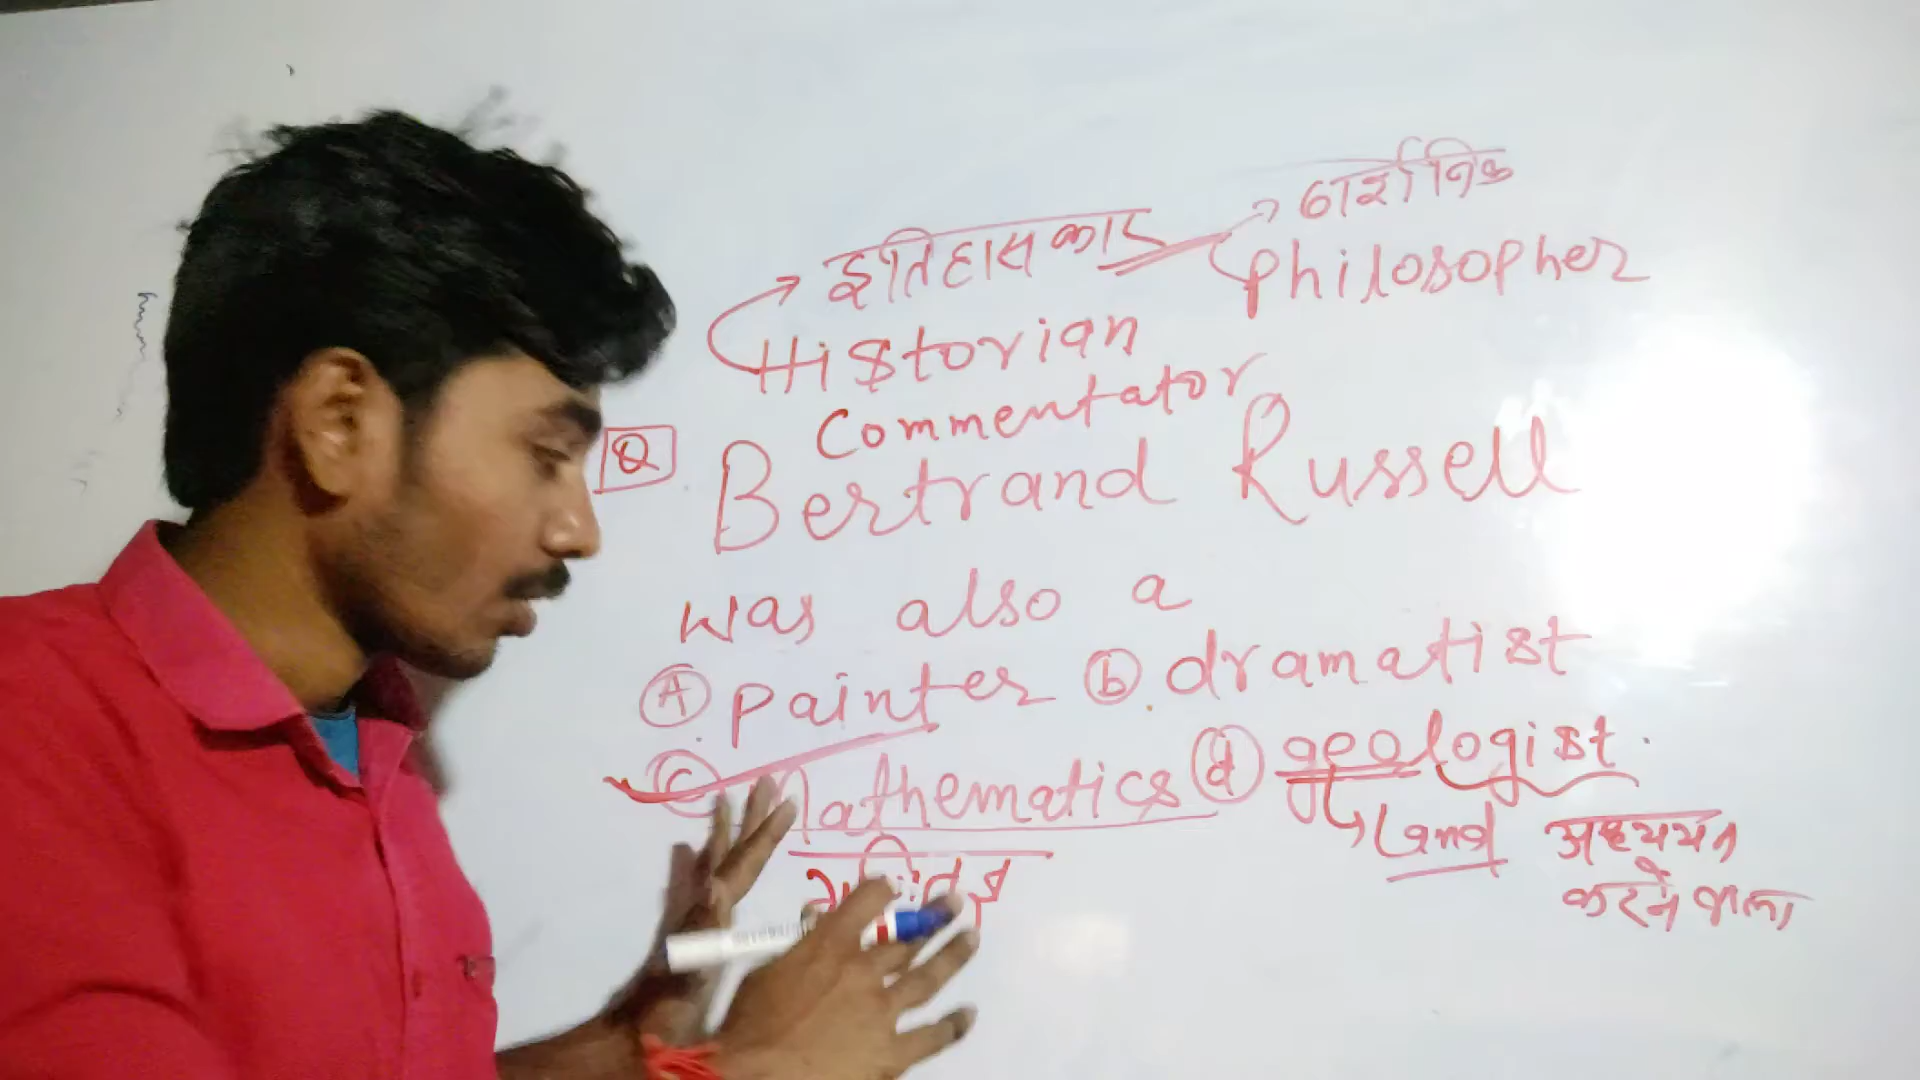 दार्शनिक
इतिहासकार
Philosopher
Historian
Commentator
Q Bertrand Russell
was also a
A painter b dramatist
C Mathematics d geologist.
Land अध्ययन
करने वाला